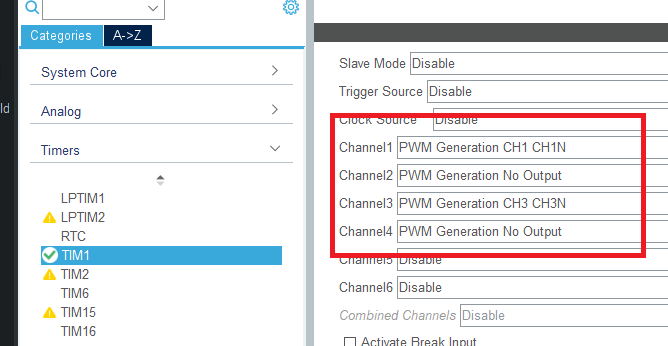 Categories A->Z
System Core
Analog
Timers
LPTIM1
LPTIM2
RTC
TIM1
TIM2
TIM6
TIM15
TIM16
ld
Slave Mode Disable
Trigger Source Disable
Clock Source Disable
Channel1 PWM Generation CH1 CH1N
Channel2 PWM Generation No Output
Channel3 PWM Generation CH3 CH3N
Channel4 PWM Generation No Output
Channel5 Disable
Channel6 Disable
Combined Channels Disable
Activate Break Input